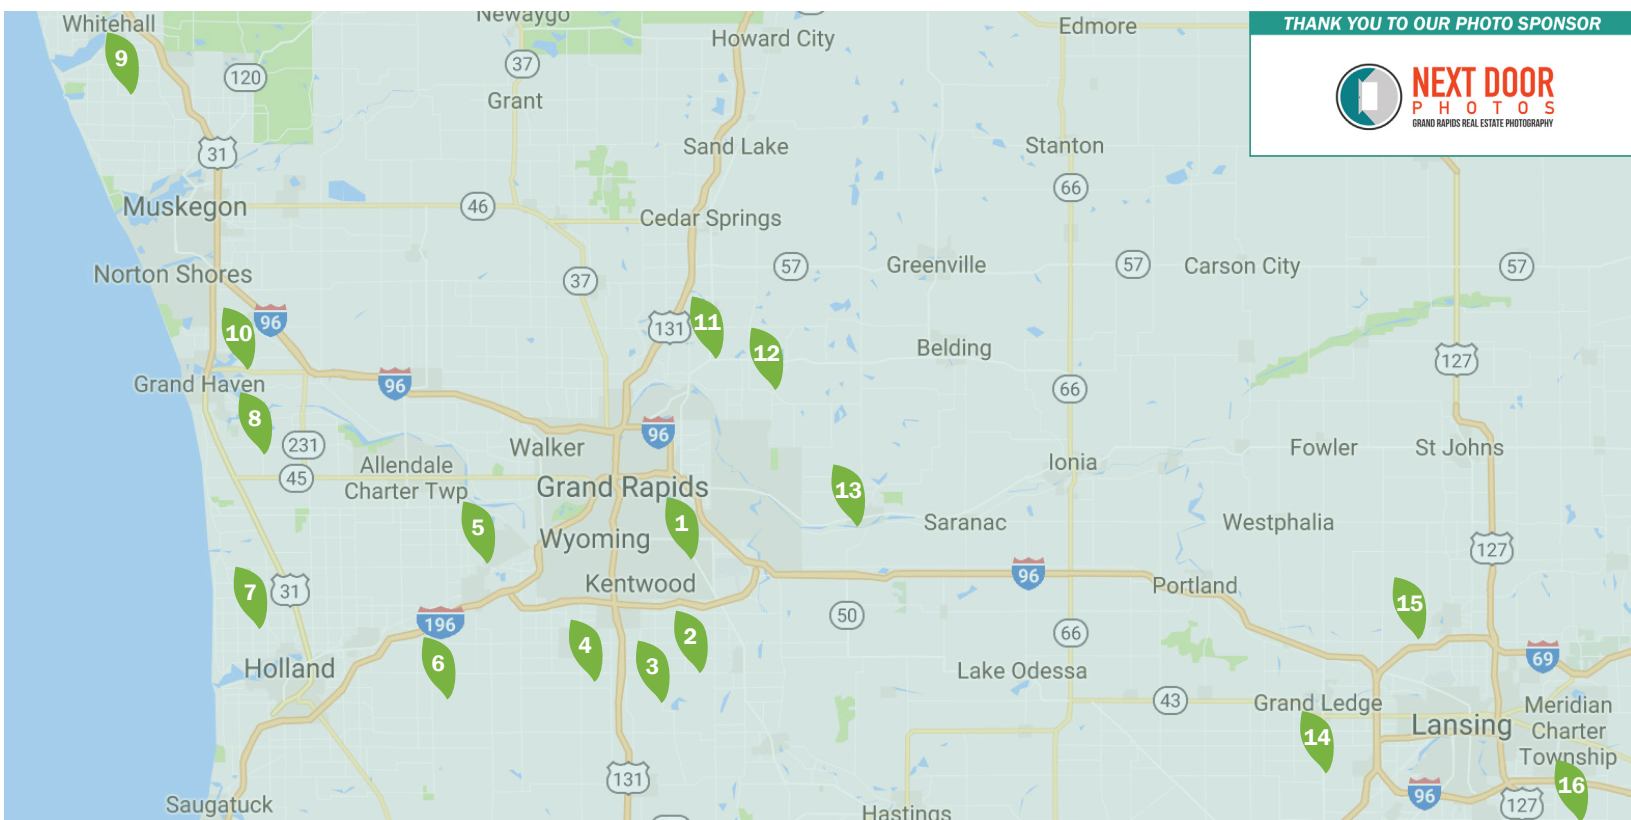 Whitehall
Newaygo
Howard City
Edmore
THANK YOU TO OUR PHOTO SPONSOR
9
120
37
Grant
NEXT DOOR
PHOTOS
GRAND RAPIDS REAL ESTATE PHOTOGRAPHY
31
Sand Lake
Stanton
66
Muskegon
46
Cedar Springs
Norton Shores
37
57
Greenville
57
Carson City
57
10
96
131
11
12
Belding
127
Grand Haven
96
66
8
231
Walker
96
Fowler
St Johns
Allendale
Charter Twp
45
Ionia
Grand Rapids
13
5
Wyoming
1
Saranac
Westphalia
127
7
31
Kentwood
96
Portland
15
196
50
66
4
2
6
3
69
Holland
Lake Odessa
43
Grand Ledge
Meridian
Charter
Township
Lansing
14
131
16
96
127
Saugatuck
Hastings